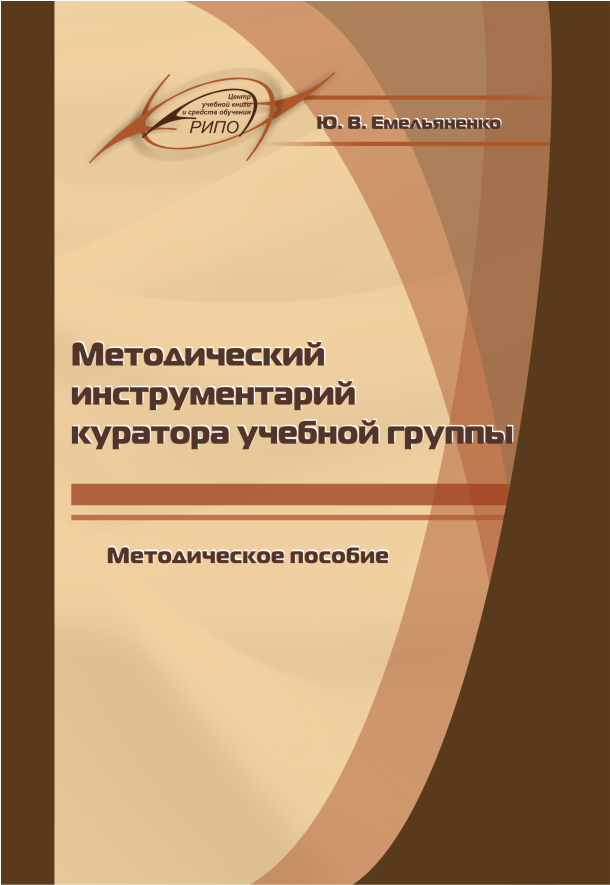 Центр
учебной книги
и средств обучения
РИПО
Ю. В. Емельяненко
Методический
инструментарий
куратора учебной группы
Методическое пособие